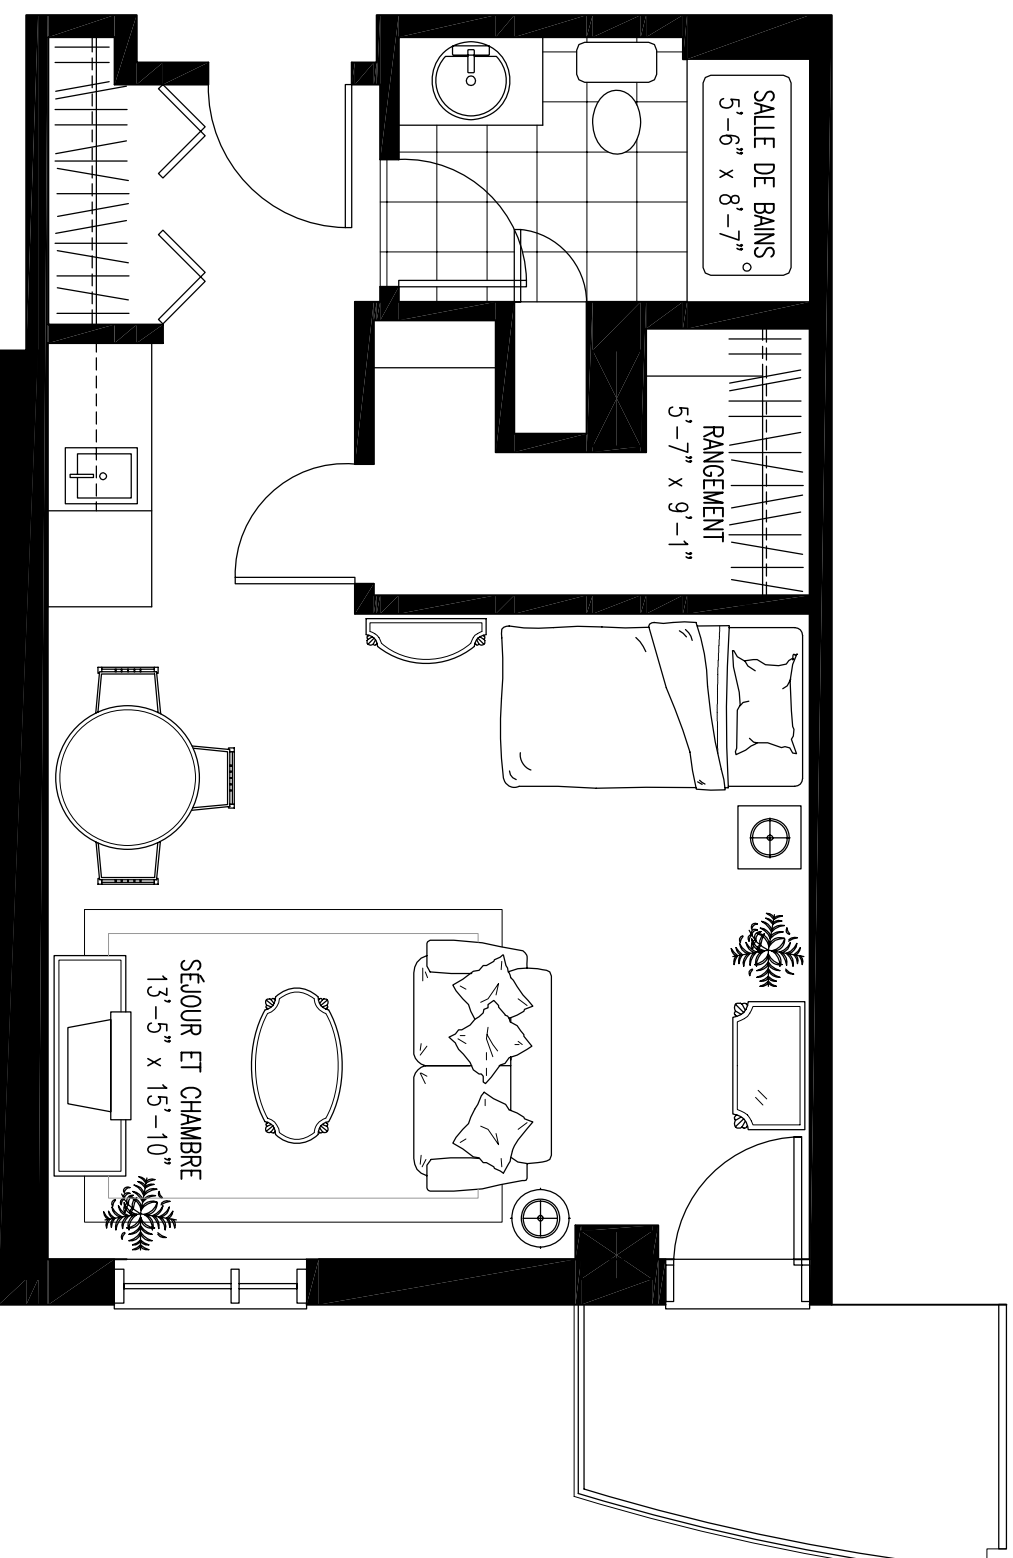 SALLE DE BAINS
5'-6" x 8'-7"
RANGEMENT
5'-7" x 9'-1"
SÉJOUR ET CHAMBRE
13'-5" x 15'-10"